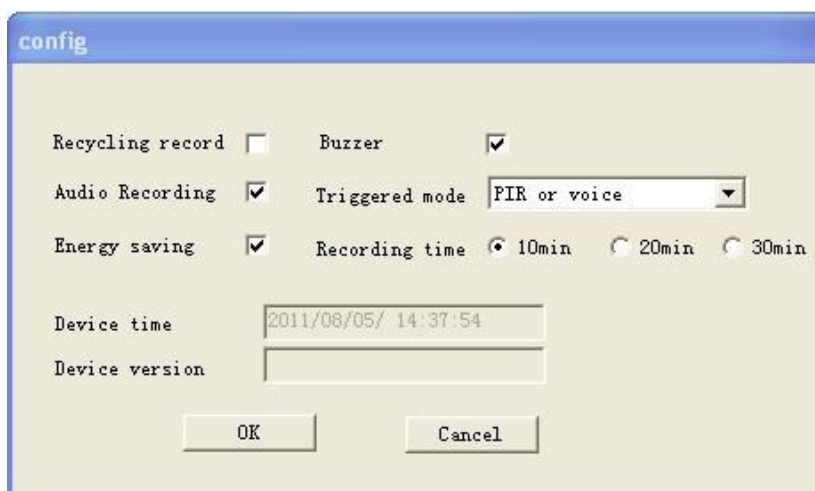 config
Recycling record Buzzer
Audio Recording Triggered mode PIR or voice
Energy saving Recording time 10min 20min 30min
Device time 2011/08/05/ 14:37:54
Device version
OK Cancel